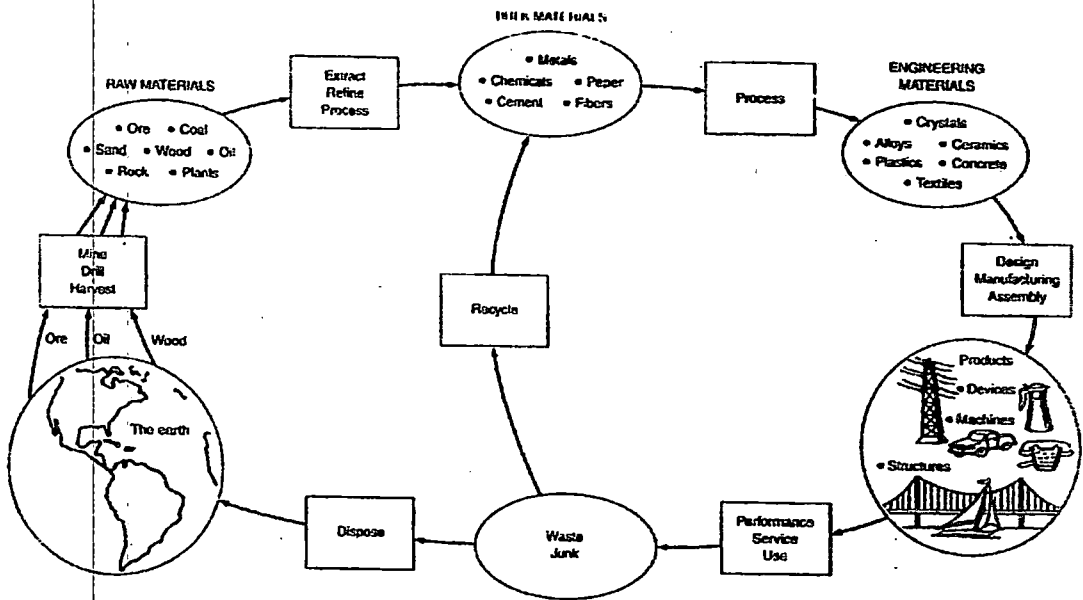 BULK MATERIALS
• Metals
• Chemicals • Paper
• Cement • Fibers
Extract
Refine
Process
RAW MATERIALS
• Ore • Coal
• Sand • Wood • Oil
• Rock • Plants
Process
ENGINEERING
MATERIALS
• Crystals
• Alloys • Ceramics
• Plastics • Concrete
• Textiles
Mine
Drill
Harvest
Design
Manufacturing
Assembly
Recycle
Ore
Oil
Wood
The earth
Products
• Devices
• Machines
• Structures
Dispose
Waste
Junk
Performance
Service
Use